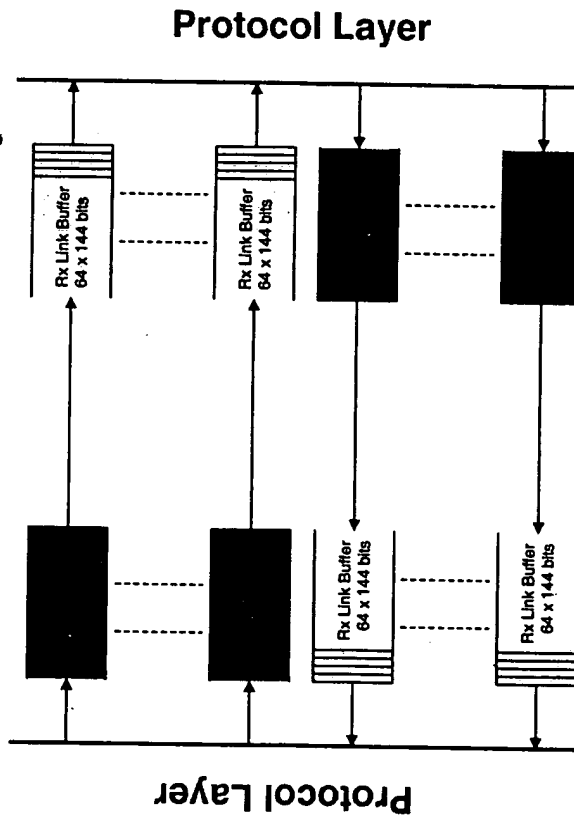 Protocol Layer
Rx Link Buffer
64 x 144 bits
Rx Link Buffer
64 x 144 bits
Rx Link Buffer
64 x 144 bits
Rx Link Buffer
64 x 144 bits
Protocol Layer